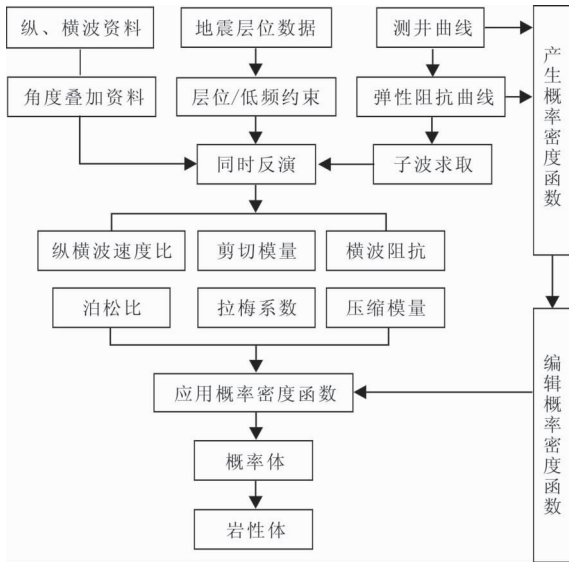 纵、横波资料
地震层位数据
测井曲线
角度叠加资料
层位/低频约束
弹性阻抗曲线
产生概率密度函数
同时反演
子波求取
纵横波速度比
剪切模量
横波阻抗
泊松比
拉梅系数
压缩模量
应用概率密度函数
编辑概率密度函数
概率体
岩性体